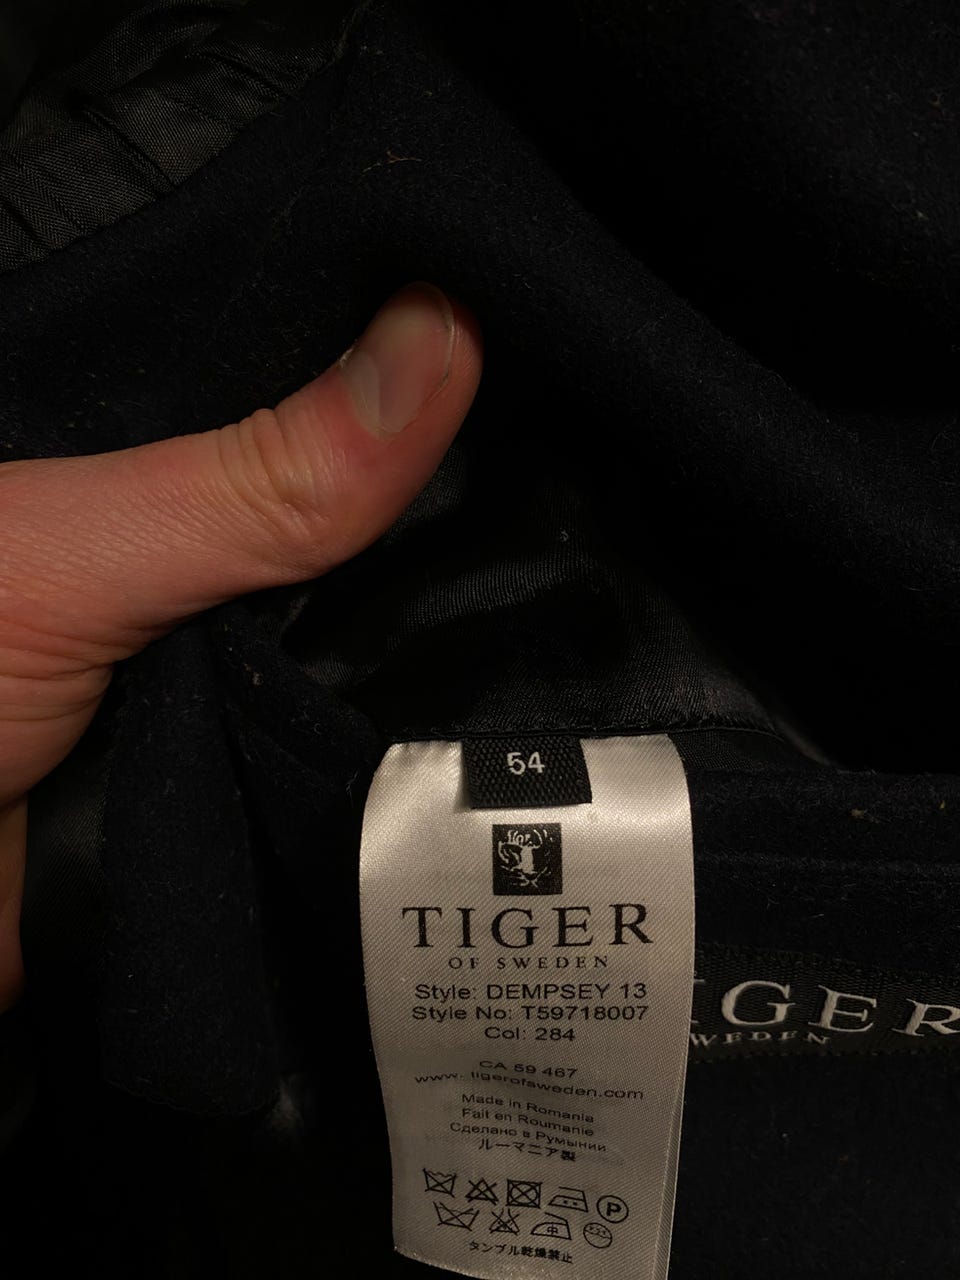 54
TIGER
OF SWEDEN
Style: DEMPSEY 13
Style No: T59718007
Col: 284
CA 59 467
www.tigerofsweden.com
Made in Romania
Fait en Roumanie
Сделано в Румынии
ルーマニア製
P
中
タンブル乾燥禁止
IGER
WEDEN